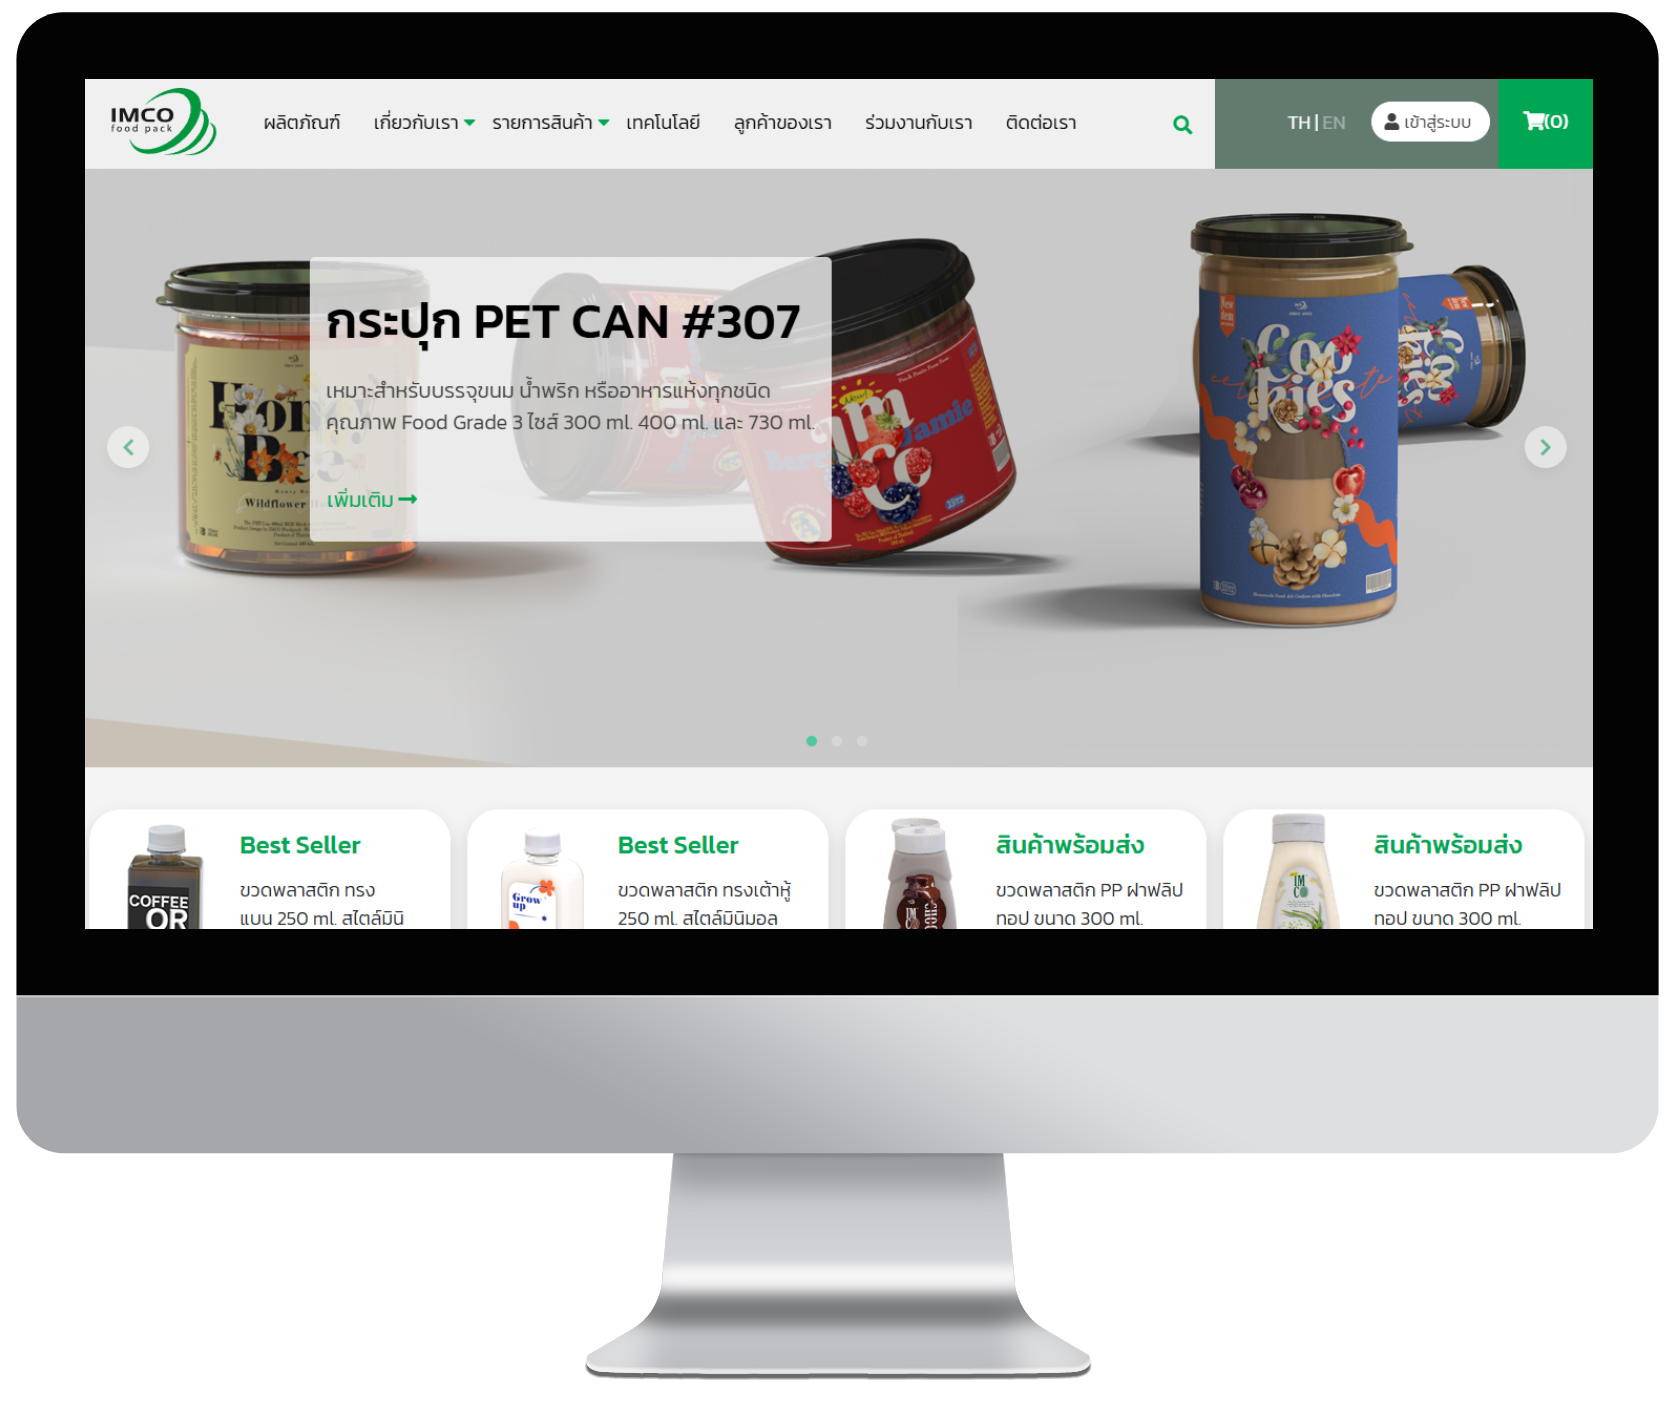 IMCO
food pack
ผลิตภัณฑ์ เกี่ยวกับเรา รายการสินค้า เทคโนโลยี ลูกค้าของเรา ร่วมงานกับเรา ติดต่อเรา
TH | EN
เข้าสู่ระบบ
(0)
กระปุก PET CAN #307
เหมาะสำหรับบรรจุขนม น้ำพริก หรืออาหารแห้งทุกชนิด
คุณภาพ Food Grade 3 ไซส์ 300 ml. 400 ml. และ 730 ml.
เพิ่มเติม
Wildflower
Jamie
Coo
kies
Best Seller
ขวดพลาสติก ทรง
แบน 250 ml. สไตล์มินิ
COFFEE
OR
Best Seller
ขวดพลาสติก ทรงเต้าหู้
250 ml. สไตล์มินิมอล
Grow
up
สินค้าพร้อมส่ง
ขวดพลาสติก PP ฝาฟลิป
ทอป ขนาด 300 ml.
IM
CO
สินค้าพร้อมส่ง
ขวดพลาสติก PP ฝาฟลิป
ทอป ขนาด 300 ml.
IM
CO